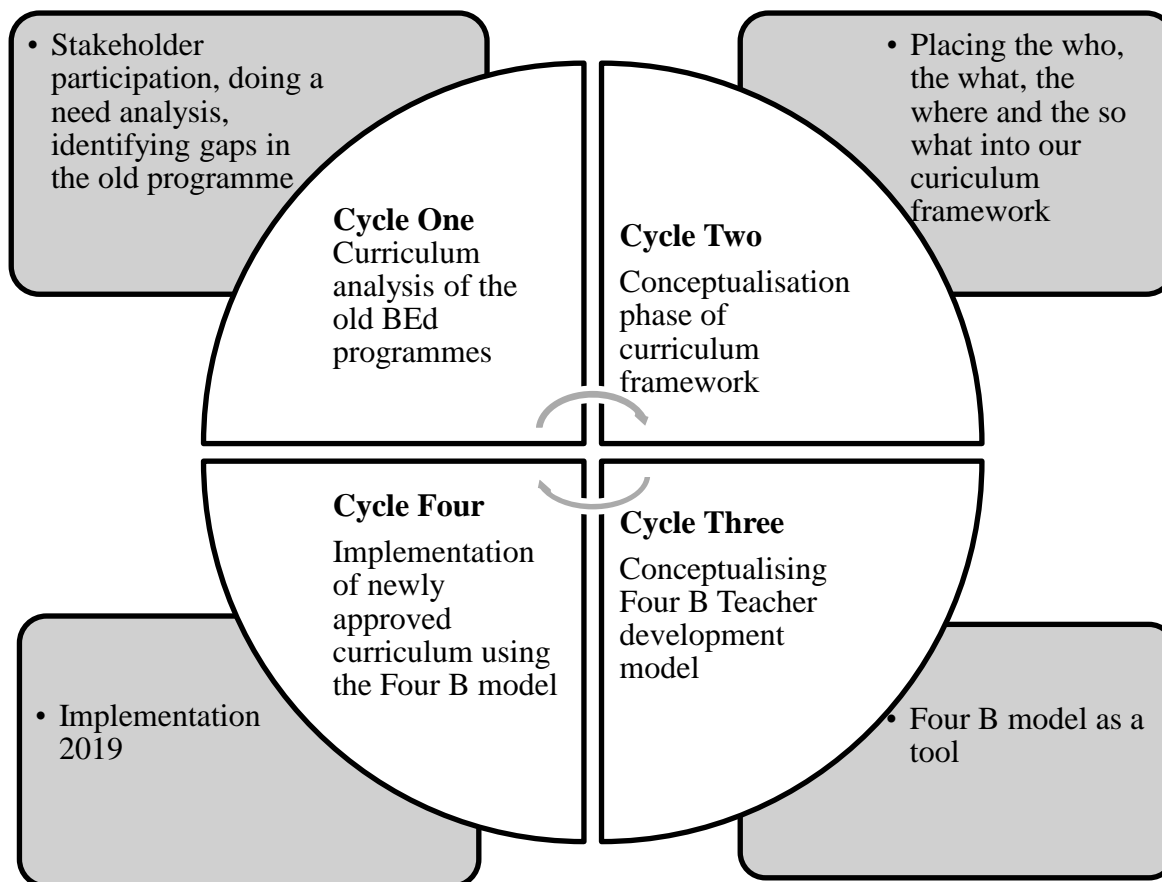 • Stakeholder
participation, doing a
need analysis,
identifying gaps in
the old programme
• Placing the who,
the what, the
where and the so
what into our
curiculum
framework
Cycle One
Curriculum
analysis of the
old BEd
programmes
Cycle Two
Conceptualisation
phase of
curriculum
framework
Cycle Four
Implementation
of newly
approved
curriculum using
the Four B model
Cycle Three
Conceptualising
Four B Teacher
development
model
• Implementation
2019
• Four B model as a
tool